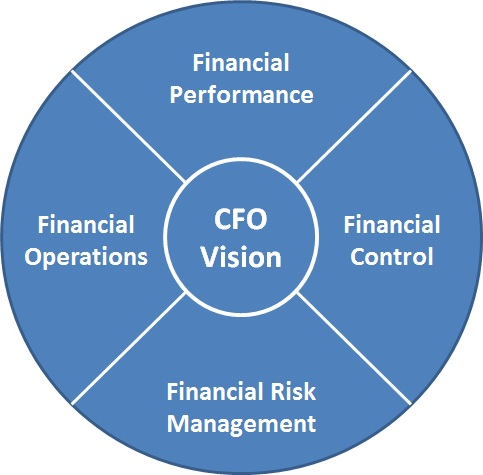 Financial
Performance
Financial
Operations
CFO
Vision
Financial
Control
Financial Risk
Management